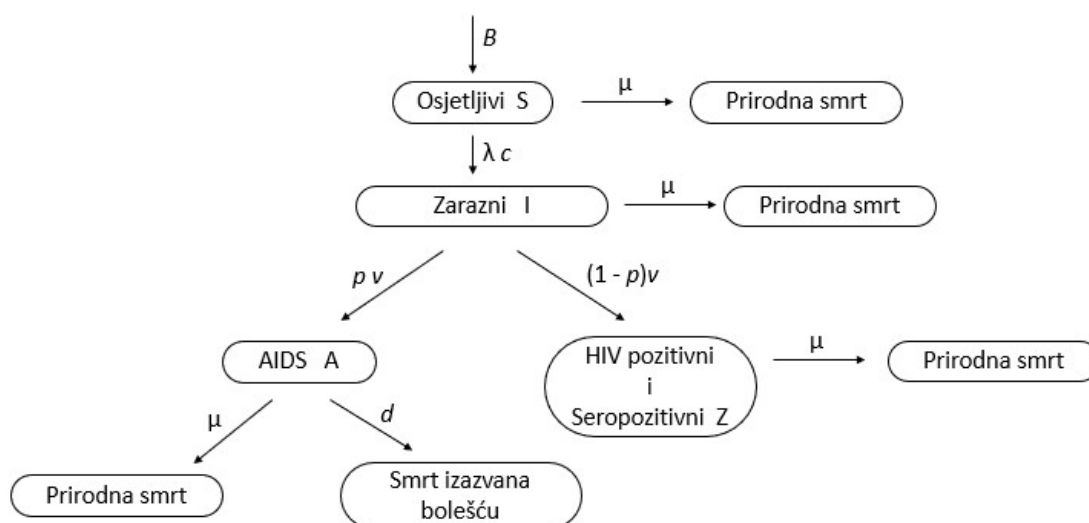 B
Osjetljivi S
μ
Prirodna smrt
λ c
Zarazni I
μ
Prirodna smrt
p v
(1 - p)v
AIDS A
HIV pozitivni
i
Seropozitivni Z
μ
Prirodna smrt
μ
d
Prirodna smrt
Smrt izazvana
bolešću